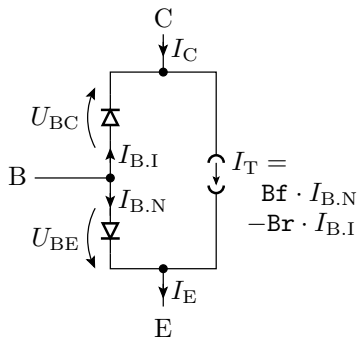 C
I_C
U_BC
I_B.I
I_T =
B
Bf · I_B.N
I_B.N
−Br · I_B.I
U_BE
I_E
E